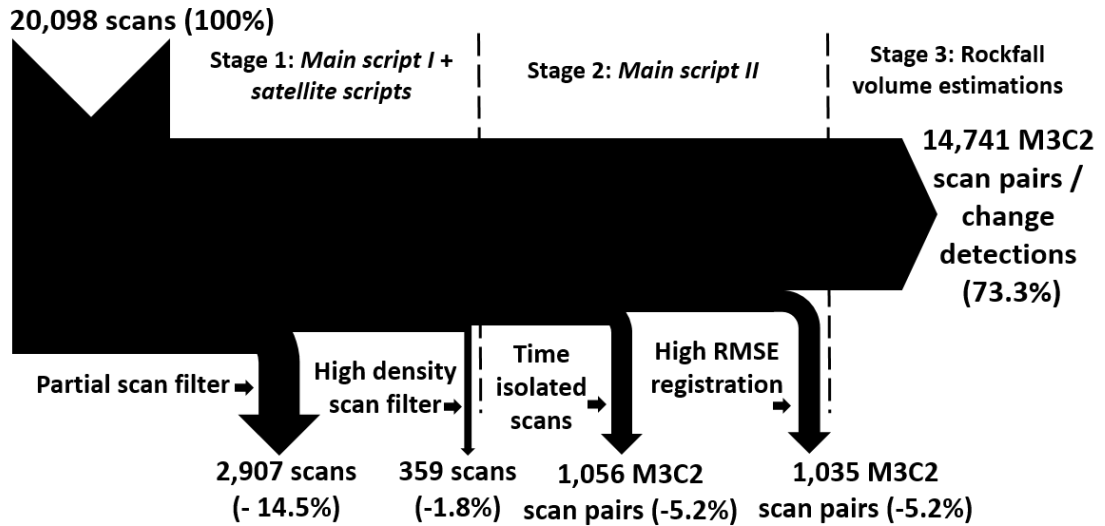 20,098 scans (100%)
Stage 1: Main script I +
satellite scripts
Stage 2: Main script II
Stage 3: Rockfall
volume estimations
14,741 M3C2
scan pairs /
change
detections
(73.3%)
Partial scan filter
High density
scan filter
Time
isolated
scans
High RMSE
registration
2,907 scans
(- 14.5%)
359 scans
(-1.8%)
1,056 M3C2
scan pairs (-5.2%)
1,035 M3C2
scan pairs (-5.2%)